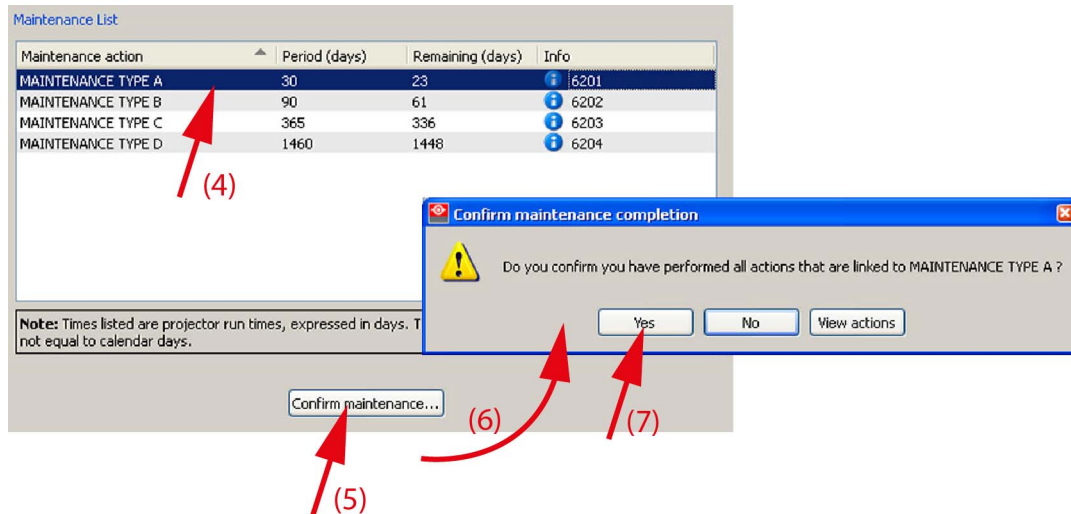 Maintenance List
Maintenance action Period (days) Remaining (days) Info
MAINTENANCE TYPE A 30 23 6201
MAINTENANCE TYPE B 90 61 6202
MAINTENANCE TYPE C 365 336 6203
MAINTENANCE TYPE D 1460 1448 6204
(4)
Confirm maintenance completion
Do you confirm you have performed all actions that are linked to MAINTENANCE TYPE A ?
Yes No View actions
Note: Times listed are projector run times, expressed in days. T
not equal to calendar days.
Confirm maintenance...
(6)
(7)
(5)